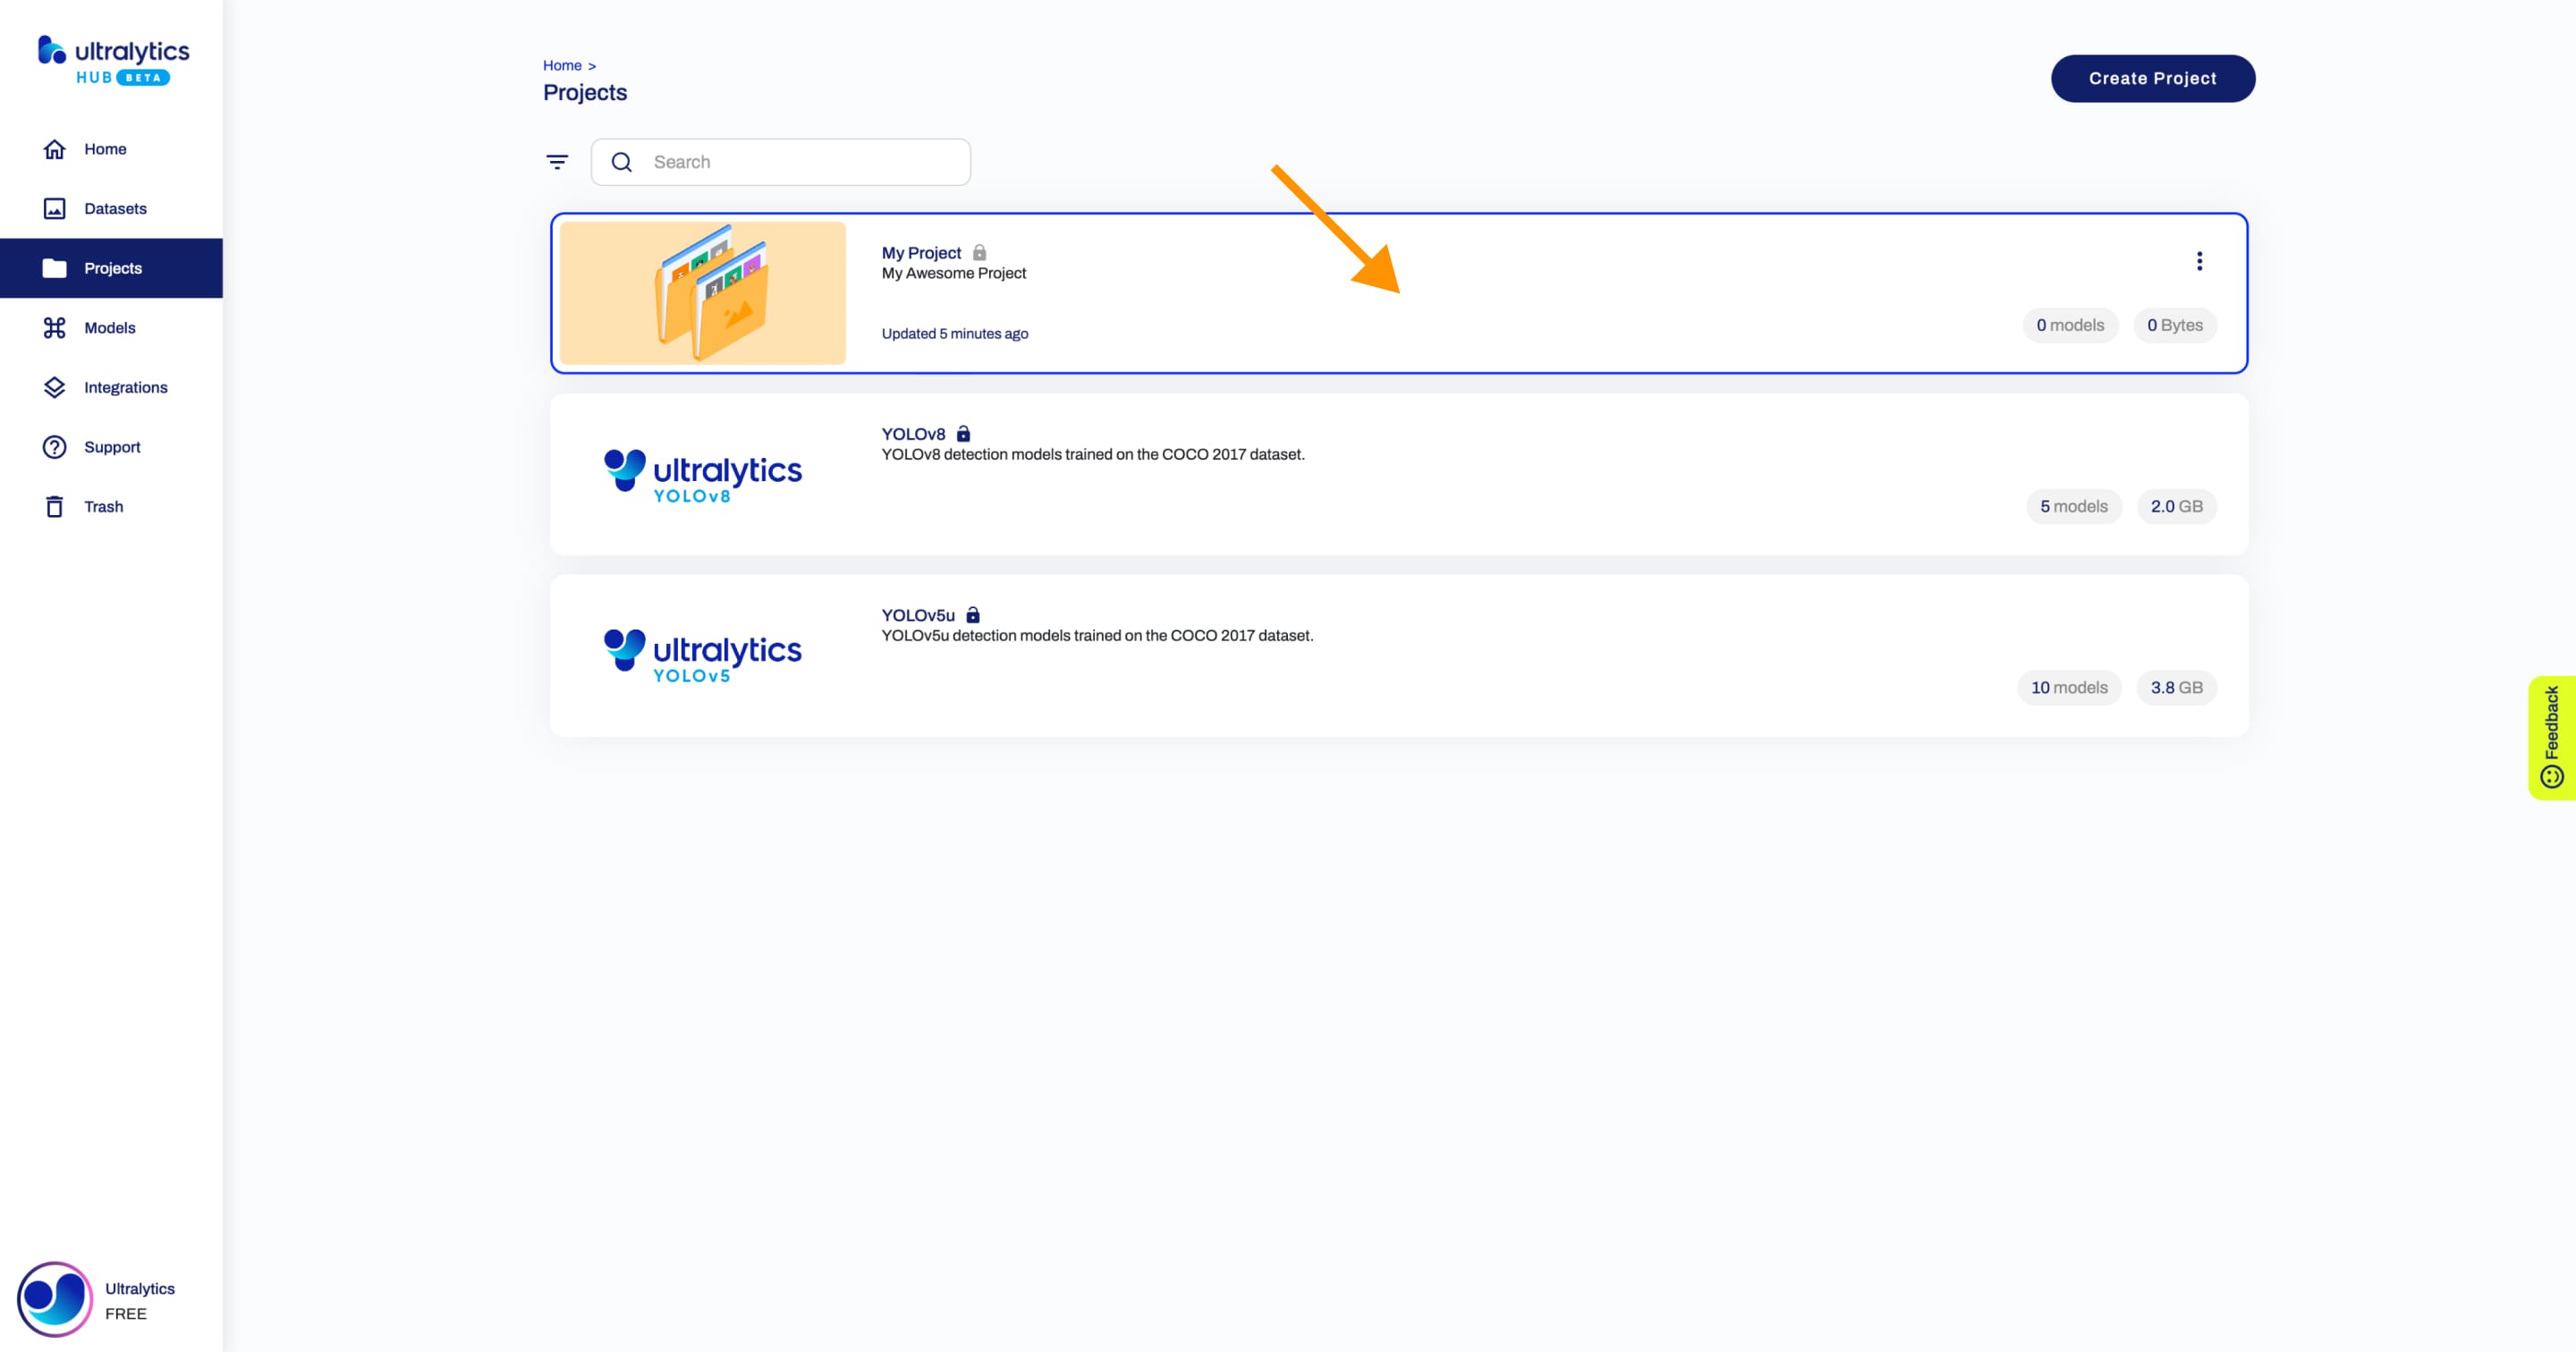 ultralytics
HUB BETA
Home
Datasets
Projects
Models
Integrations
Support
Trash
Ultralytics
FREE
Home >
Projects
Create Project
Search
My Project
My Awesome Project
Updated 5 minutes ago
0 models 0 Bytes
ultralytics
YOLOv8
YOLOv8
YOLOv8 detection models trained on the COCO 2017 dataset.
5 models 2.0 GB
ultralytics
YOLOv5
YOLOv5u
YOLOv5u detection models trained on the COCO 2017 dataset.
10 models 3.8 GB
Feedback